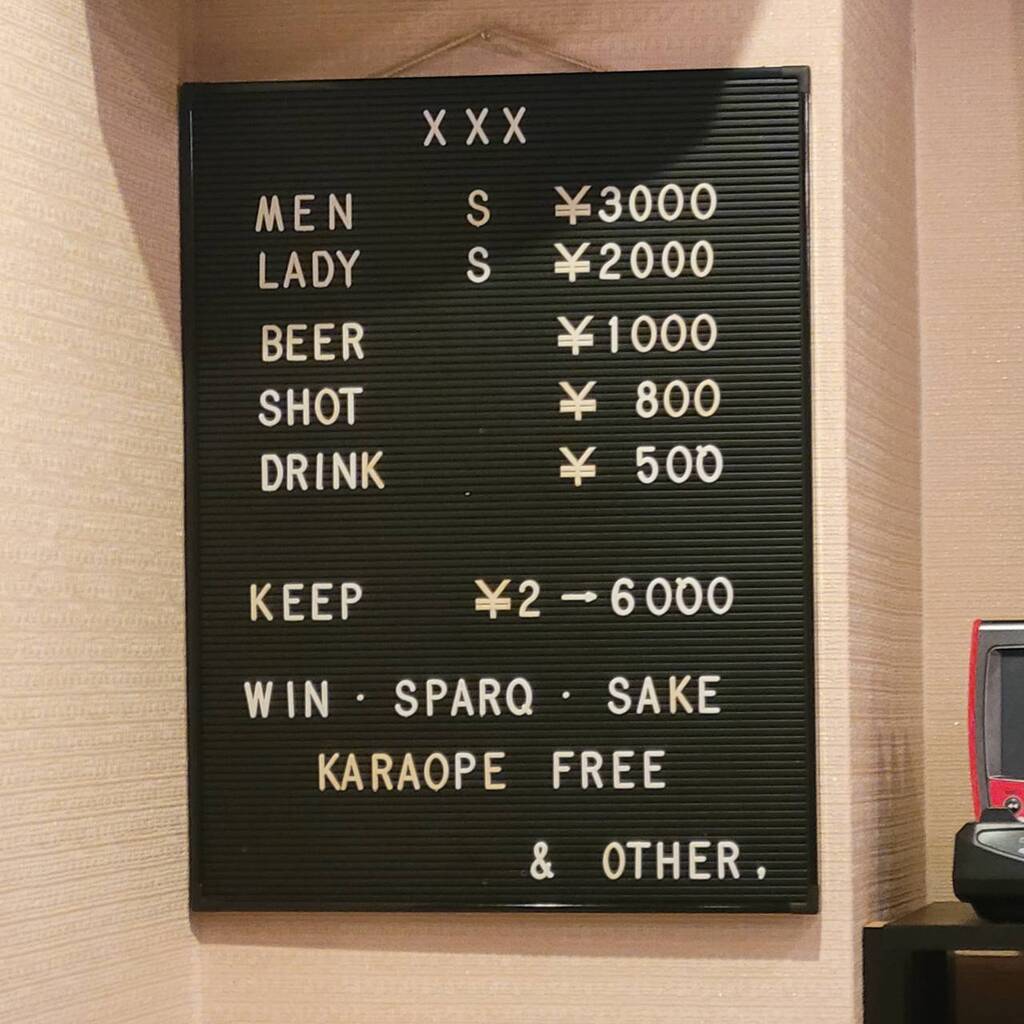 XXX
MEN S ¥3000
LADY S ¥2000
BEER ¥1000
SHOT ¥ 800
DRINK ¥ 500
KEEP ¥2→6000
WIN · SPARQ · SAKE
KARAOPE FREE
& OTHER,